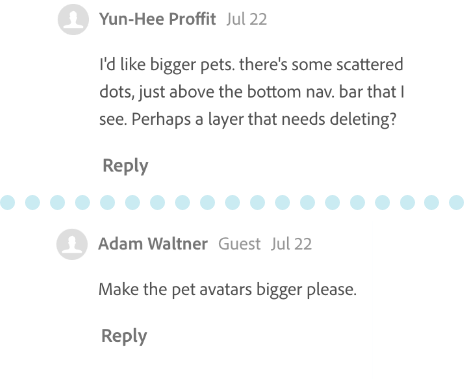 Yun-Hee Proffit Jul 22
I'd like bigger pets. there's some scattered
dots, just above the bottom nav. bar that I
see. Perhaps a layer that needs deleting?
Reply
Adam Waltner Guest Jul 22
Make the pet avatars bigger please.
Reply